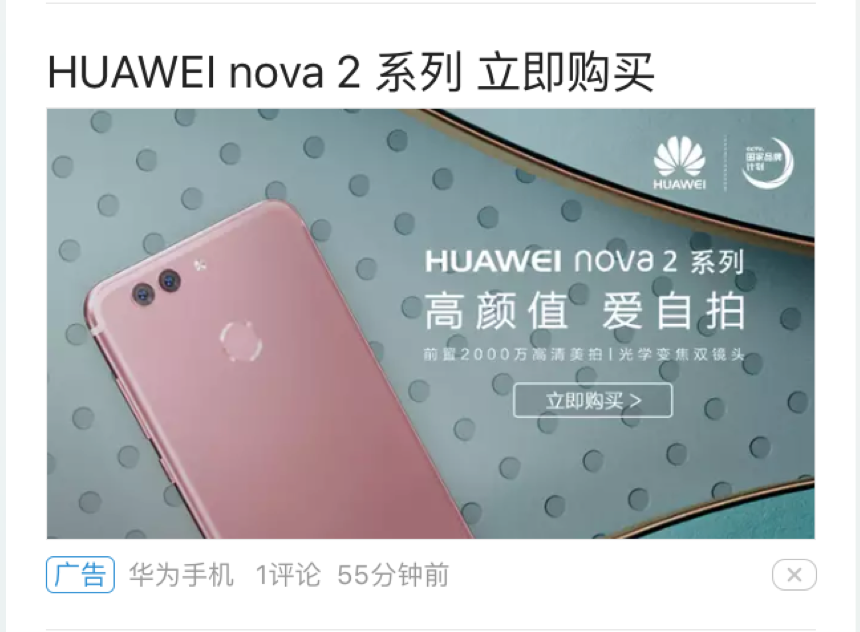 HUAWEI nova 2 系列 立即购买
HUAWEI
CCTV.
国家品牌
计划
HUAWEI nova 2 系列
高颜值 爱自拍
前置2000万高清美拍|光学变焦双镜头
立即购买 >
广告 华为手机 1评论 55分钟前